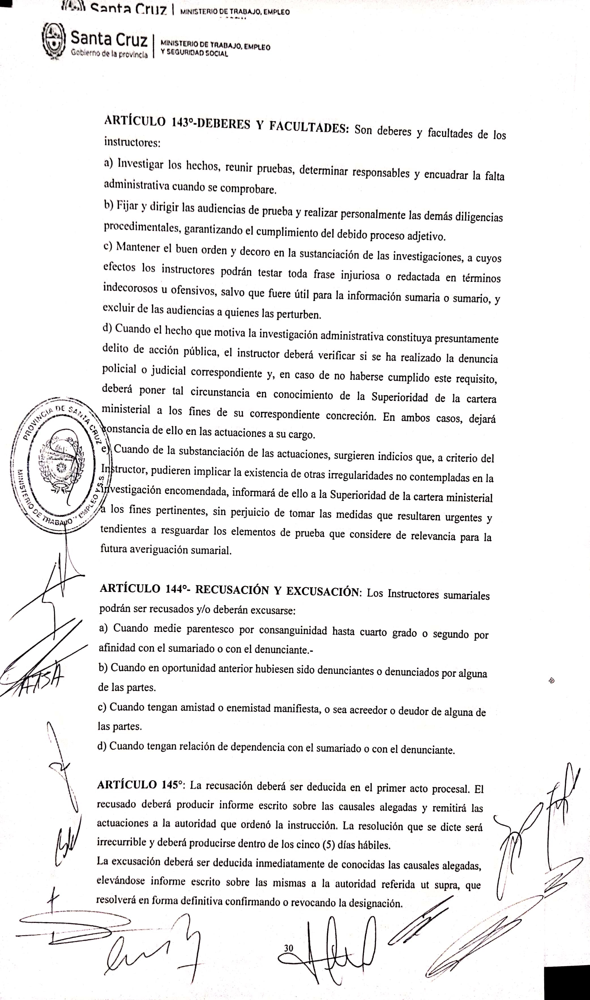 Santa Cruz | MINISTERIO DE TRABAJO, EMPLEO
Santa Cruz
Gobierno de la provincia
MINISTERIO DE TRABAJO, EMPLEO
Y SEGURIDAD SOCIAL
ARTÍCULO 143º-DEBERES Y FACULTADES: Son deberes y facultades de los
instructores:
a) Investigar los hechos, reunir pruebas, determinar responsables y encuadrar la falta
administrativa cuando se comprobare.
b) Fijar y dirigir las audiencias de prueba y realizar personalmente las demás diligencias
procedimentales, garantizando el cumplimiento del debido proceso adjetivo.
c) Mantener el buen orden y decoro en la sustanciación de las investigaciones, a cuyos
efectos los instructores podrán testar toda frase injuriosa o redactada en términos
indecorosos u ofensivos, salvo que fuere útil para la información sumaria o sumario, y
excluir de las audiencias a quienes las perturben.
d) Cuando el hecho que motiva la investigación administrativa constituya presuntamente
delito de acción pública, el instructor deberá verificar si se ha realizado la denuncia
policial o judicial correspondiente y, en caso de no haberse cumplido este requisito,
deberá poner tal circunstancia en conocimiento de la Superioridad de la cartera
ministerial a los fines de su correspondiente concreción. En ambos casos, dejará
constancia de ello en las actuaciones a su cargo.
e) Cuando de la substanciación de las actuaciones, surgieren indicios que, a criterio del
Instructor, pudieren implicar la existencia de otras irregularidades no contempladas en la
investigación encomendada, informará de ello a la Superioridad de la cartera ministerial
a los fines pertinentes, sin perjuicio de tomar las medidas que resultaren urgentes y
tendientes a resguardar los elementos de prueba que considere de relevancia para la
futura averiguación sumarial.
PROVINCIA DE SANTA CRUZ
MINISTERIO DE TRABAJO EMPLEO Y S.S.
ARTÍCULO 144º- RECUSACIÓN Y EXCUSACIÓN: Los Instructores sumariales
podrán ser recusados y/o deberán excusarse:
a) Cuando medie parentesco por consanguinidad hasta cuarto grado o segundo por
afinidad con el sumariado o con el denunciante.-
b) Cuando en oportunidad anterior hubiesen sido denunciantes o denunciados por alguna
de las partes.
c) Cuando tengan amistad o enemistad manifiesta, o sea acreedor o deudor de alguna de
las partes.
d) Cuando tengan relación de dependencia con el sumariado o con el denunciante.
ARTÍCULO 145º: La recusación deberá ser deducida en el primer acto procesal. El
recusado deberá producir informe escrito sobre las causales alegadas y remitirá las
actuaciones a la autoridad que ordenó la instrucción. La resolución que se dicte será
irrecurrible y deberá producirse dentro de los cinco (5) días hábiles.
La excusación deberá ser deducida inmediatamente de conocidas las causales alegadas,
elevándose informe escrito sobre las mismas a la autoridad referida ut supra, que
resolverá en forma definitiva confirmando o revocando la designación.
30